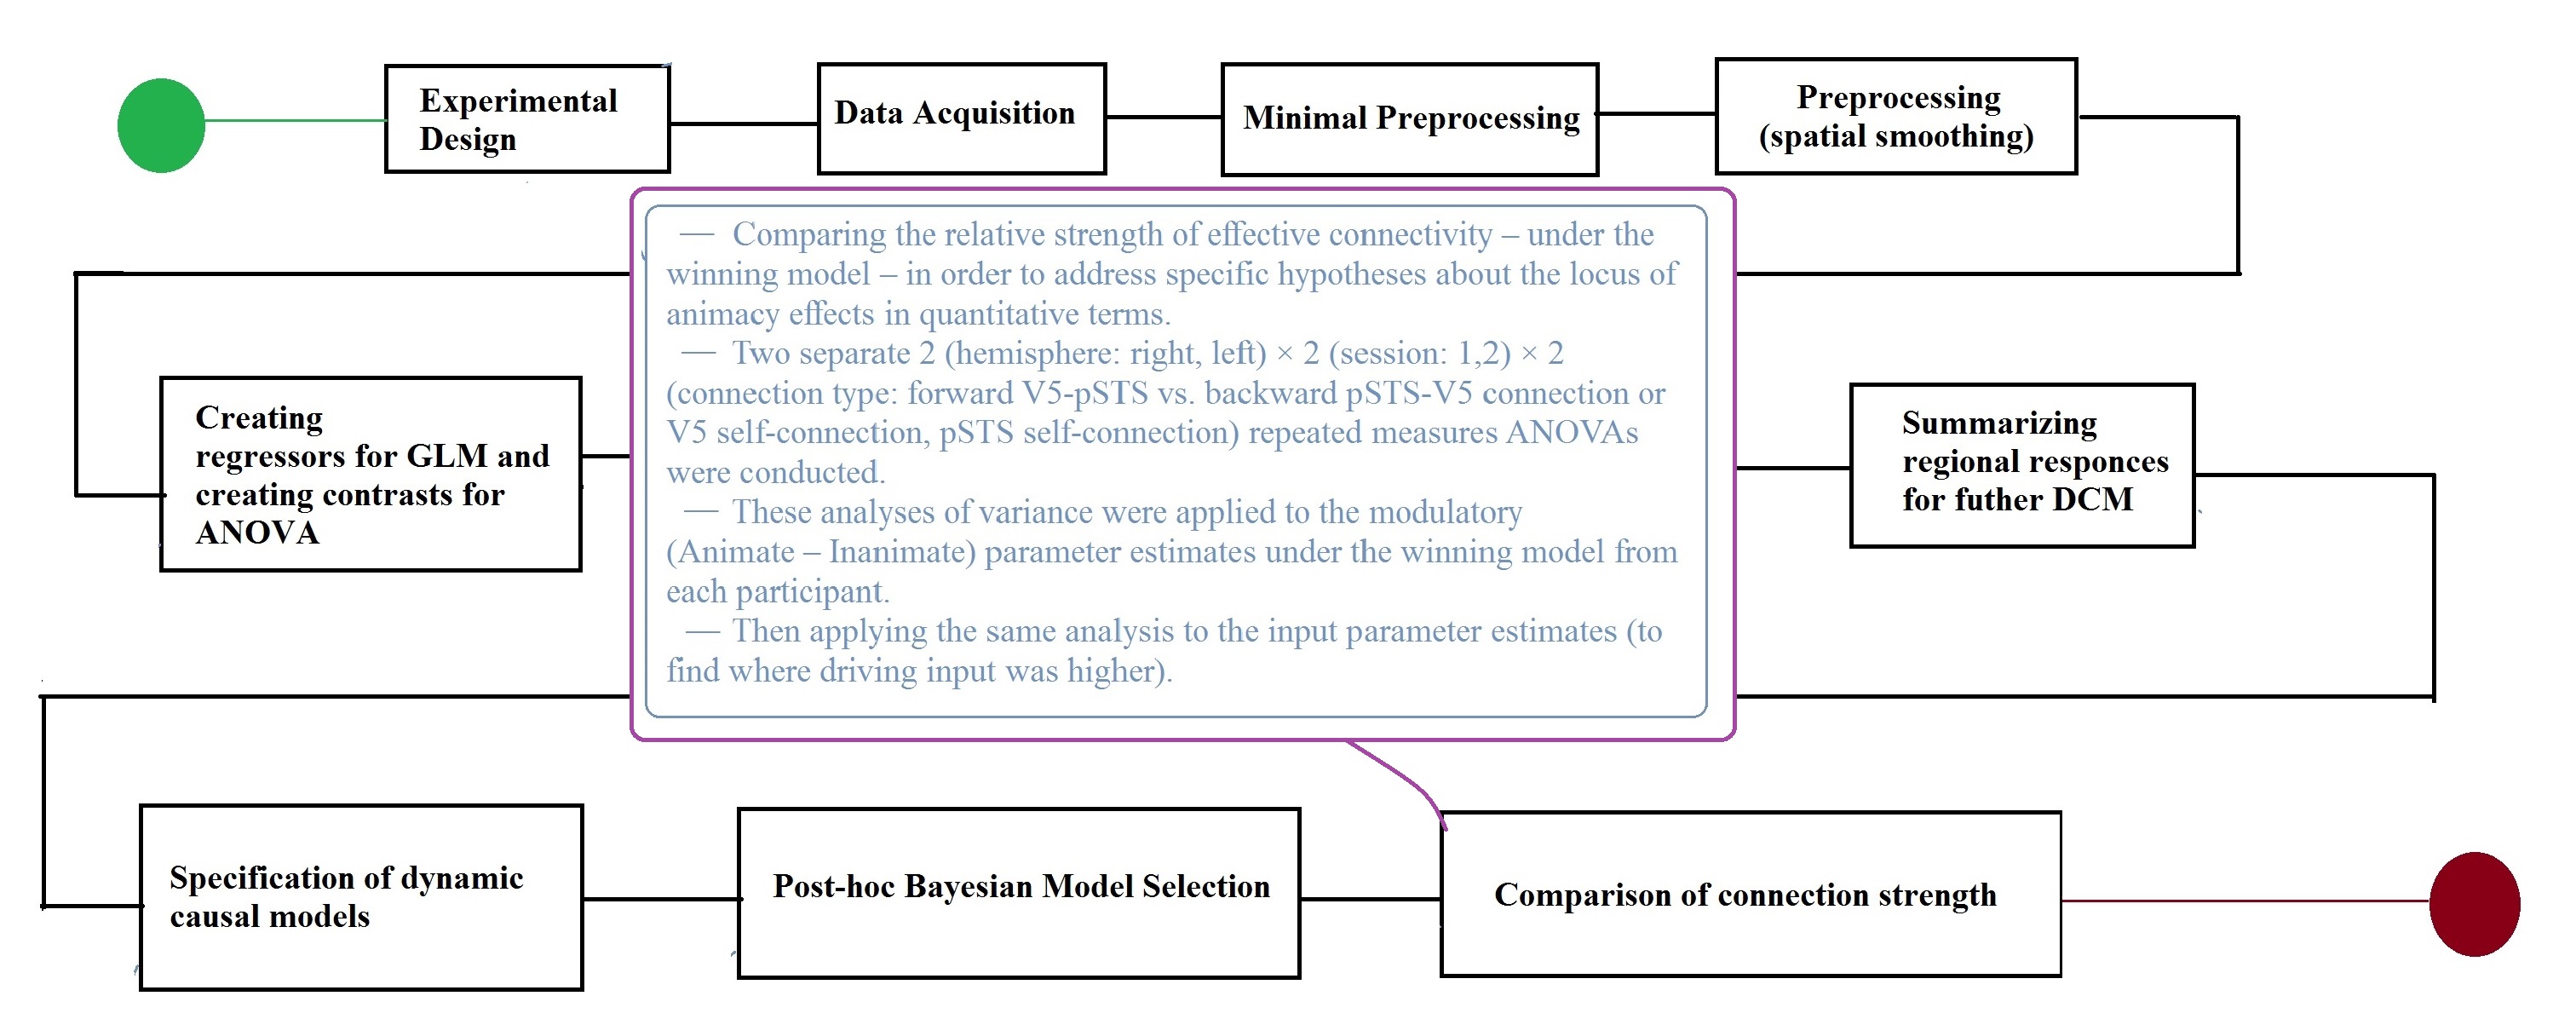 Experimental
Design
Data Acquisition
Minimal Preprocessing
Preprocessing
(spatial smoothing)
— Comparing the relative strength of effective connectivity – under the
winning model – in order to address specific hypotheses about the locus of
animacy effects in quantitative terms.
— Two separate 2 (hemisphere: right, left) × 2 (session: 1,2) × 2
(connection type: forward V5-pSTS vs. backward pSTS-V5 connection or
V5 self-connection, pSTS self-connection) repeated measures ANOVAs
were conducted.
— These analyses of variance were applied to the modulatory
(Animate – Inanimate) parameter estimates under the winning model from
each participant.
— Then applying the same analysis to the input parameter estimates (to
find where driving input was higher).
Creating
regressors for GLM and
creating contrasts for
ANOVA
Summarizing
regional responces
for futher DCM
Specification of dynamic
causal models
Post-hoc Bayesian Model Selection
Comparison of connection strength